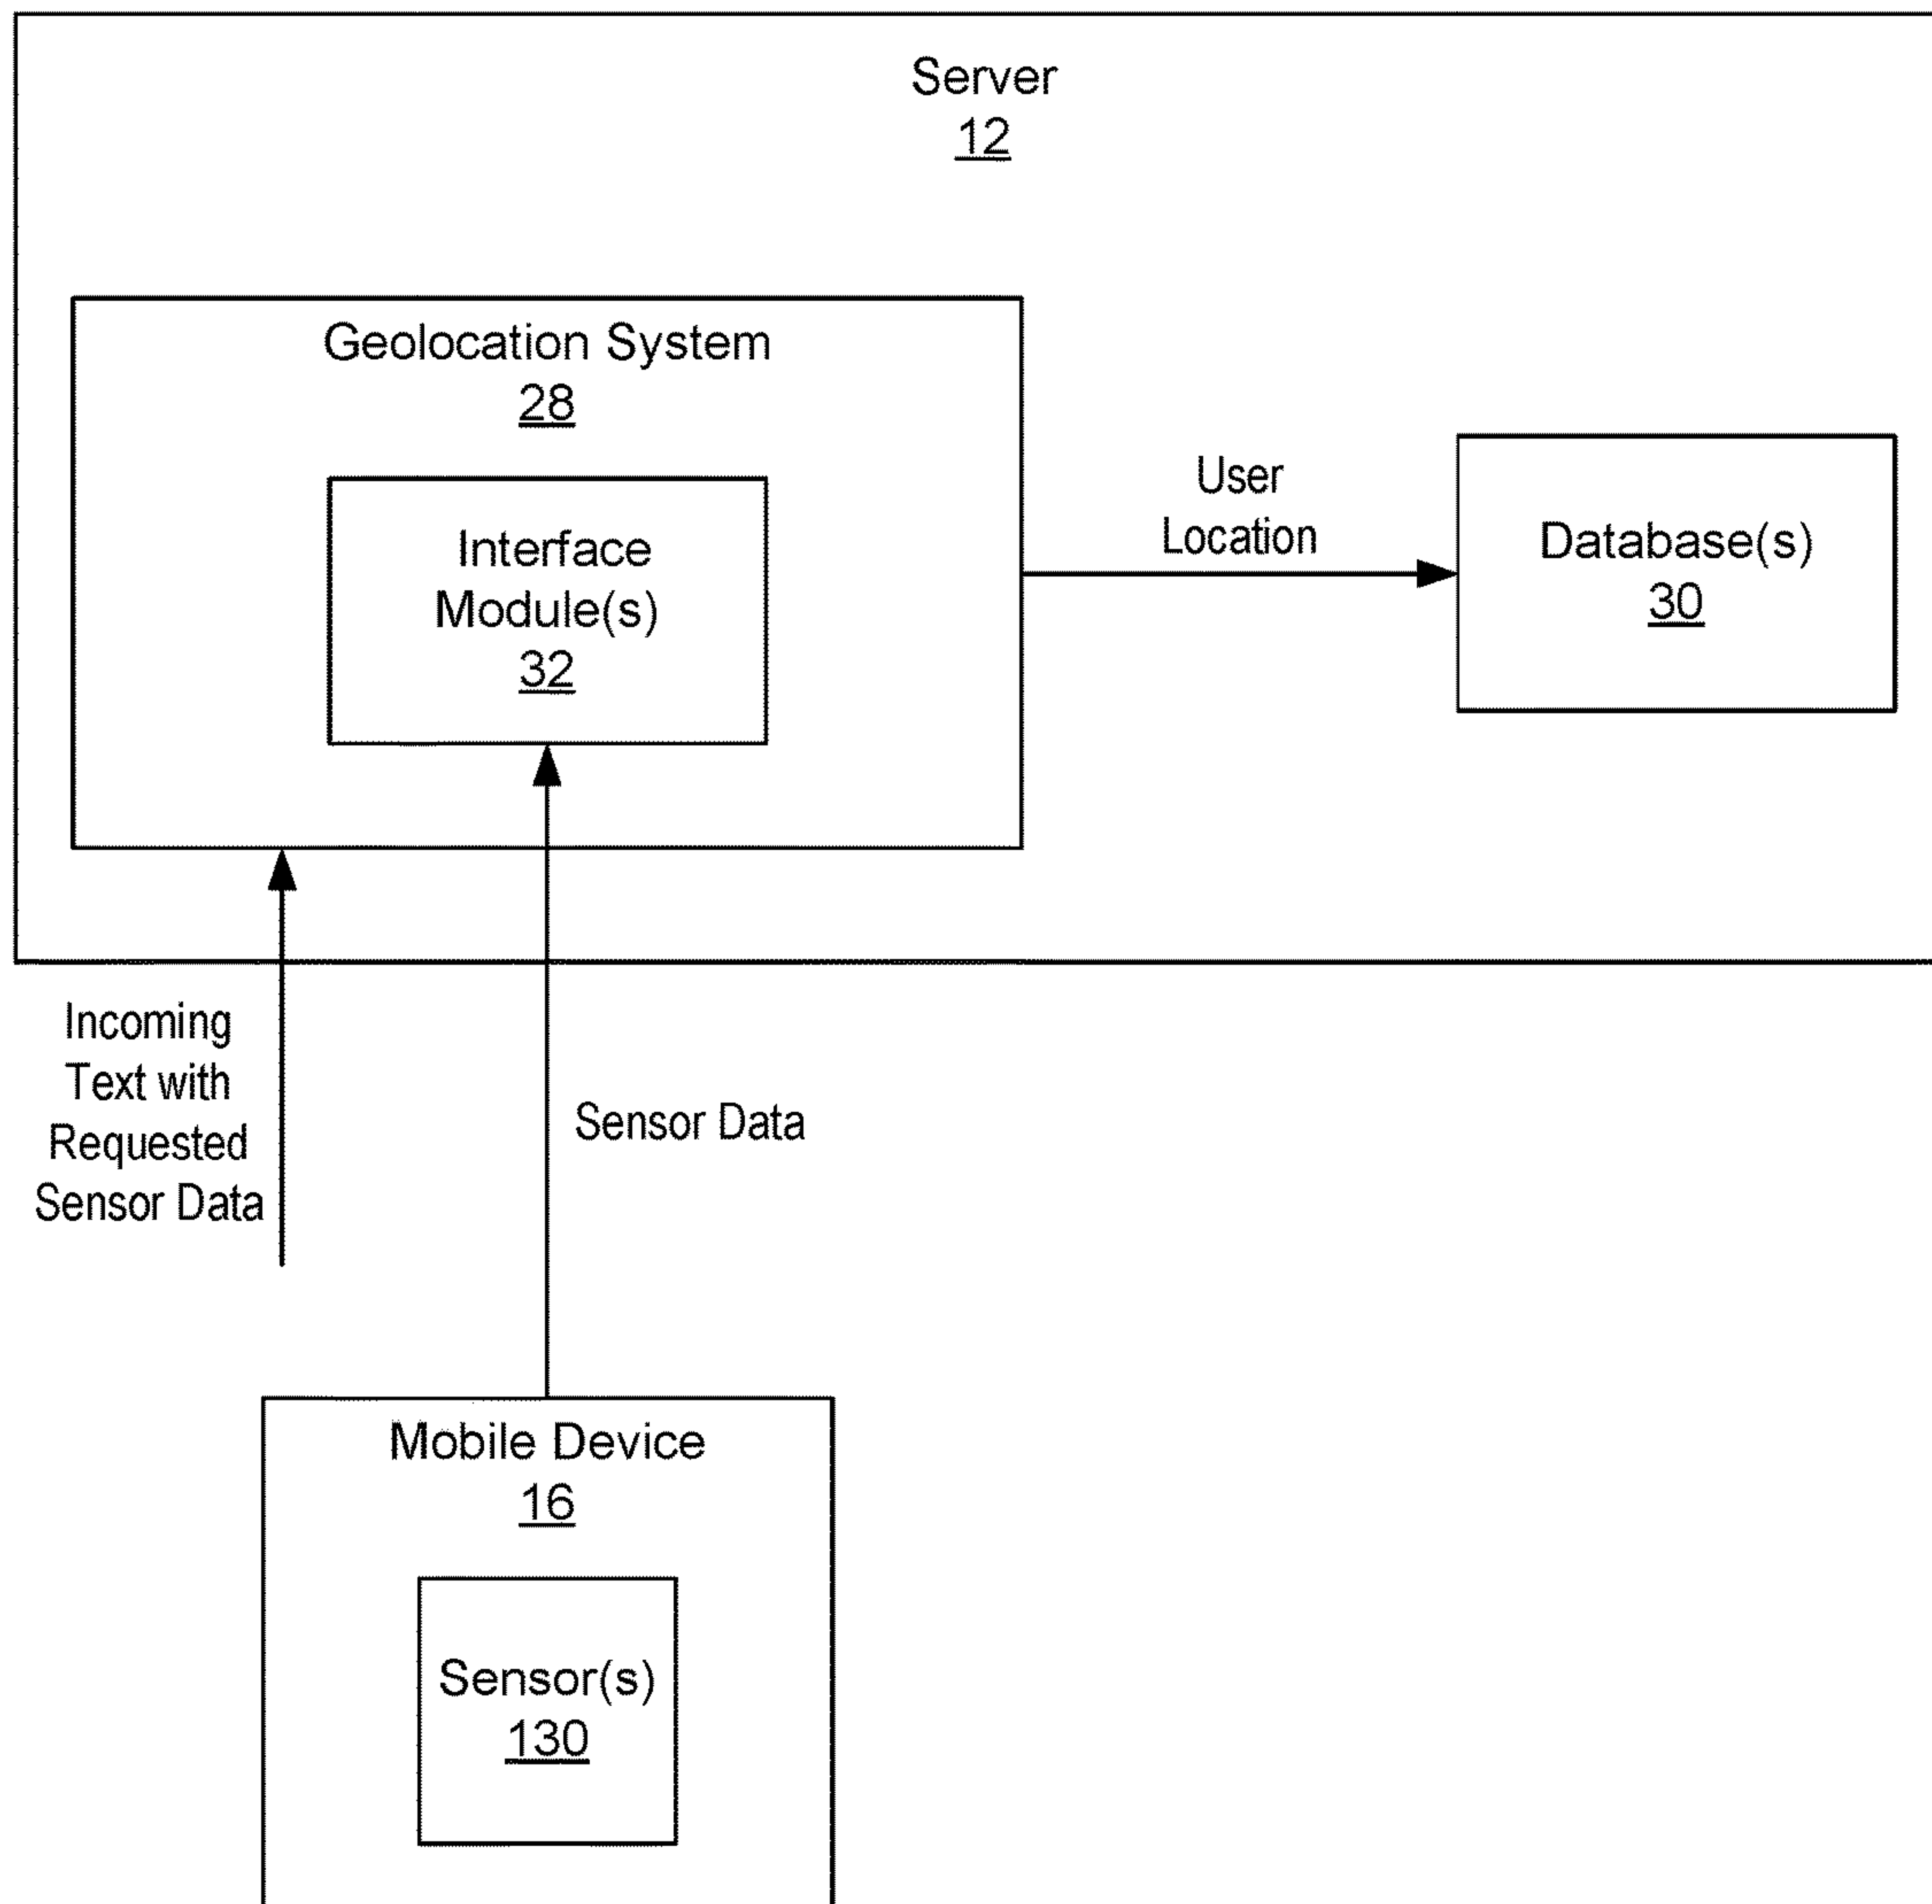 Server
12
Geolocation System
28
Interface
Module(s)
32
User
Location
Database(s)
30
Incoming
Text with
Requested
Sensor Data
Sensor Data
Mobile Device
16
Sensor(s)
130